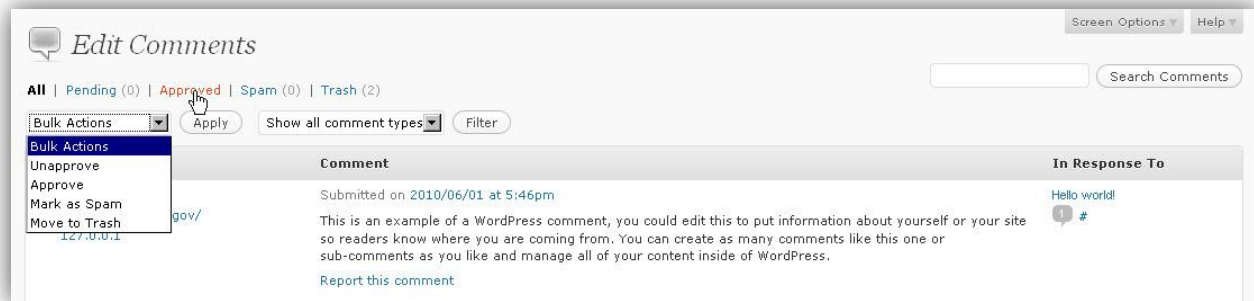 Screen Options Help
Edit Comments
Search Comments
All | Pending (0) | Approved | Spam (0) | Trash (2)
Bulk Actions Apply Show all comment types Filter
Bulk Actions
Unapprove
Approve
Mark as Spam
Move to Trash
Comment In Response To
Submitted on 2010/06/01 at 5:46pm Hello world!
gov/ This is an example of a WordPress comment, you could edit this to put information about yourself or your site 1 #
127.0.0.1 so readers know where you are coming from. You can create as many comments like this one or
sub-comments as you like and manage all of your content inside of WordPress.
Report this comment